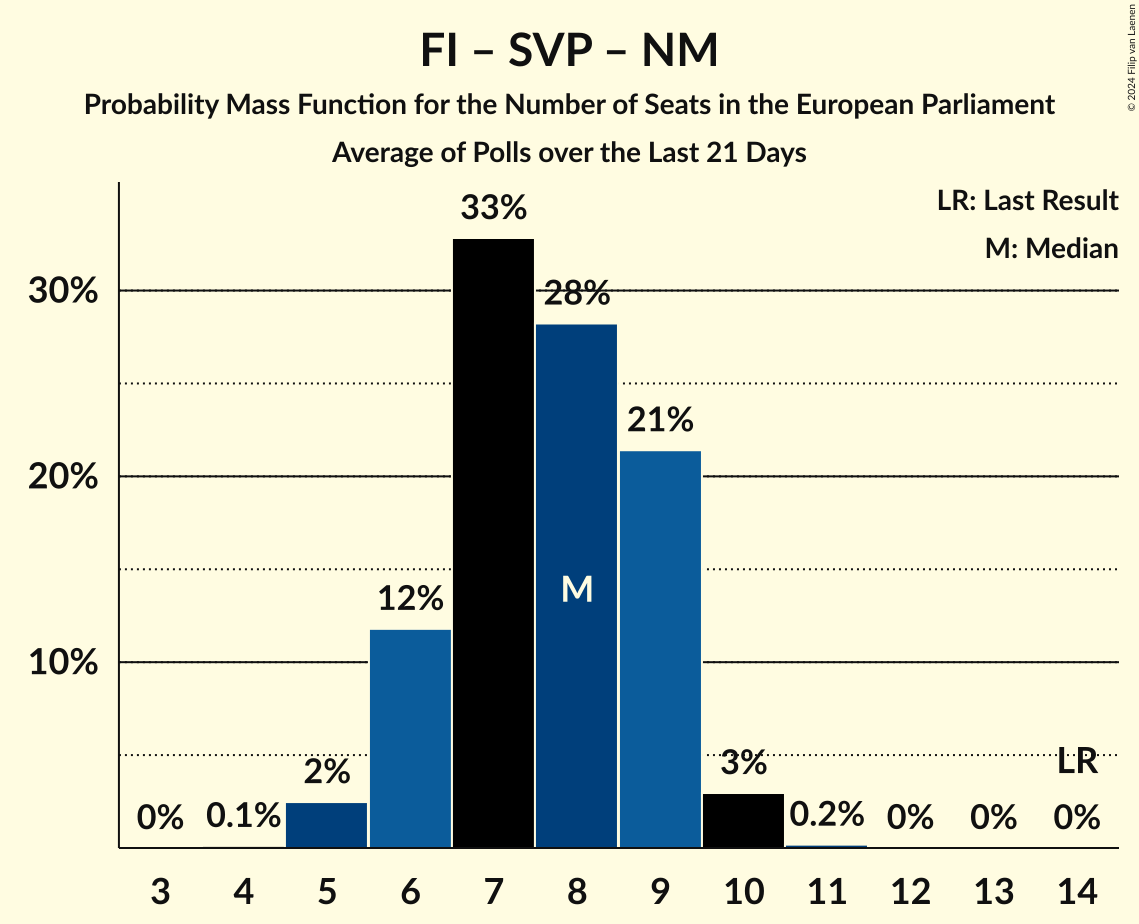 FI – SVP – NM
Probability Mass Function for the Number of Seats in the European Parliament
Average of Polls over the Last 21 Days
© 2024 Filip van Laenen
LR: Last Result
M: Median
30%
20%
10%
0%
0.1%
2%
12%
33%
28%
M
21%
3%
0.2%
0%
0%
LR
0%
3 4 5 6 7 8 9 10 11 12 13 14